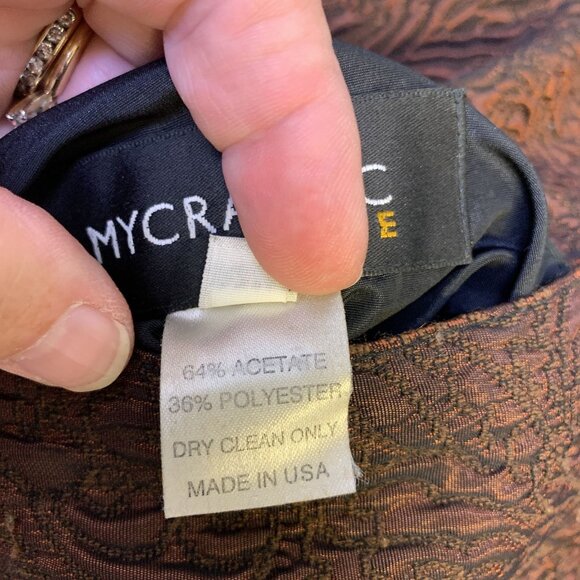 MYCRA C
E
64% ACETATE
36% POLYESTER
DRY CLEAN ONLY
MADE IN USA